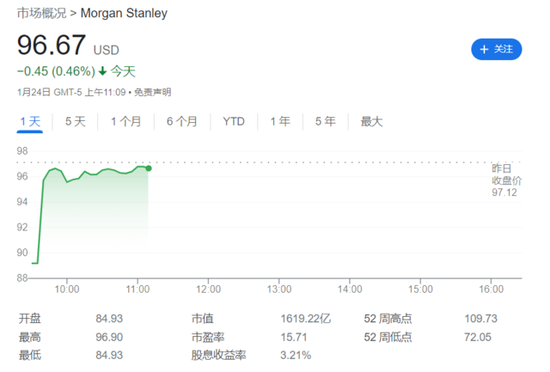 市场概况 > Morgan Stanley
96.67 USD
+ 关注
−0.45 (0.46%) ↓ 今天
1月24日 GMT-5 上午11:09 • 免责声明
1 天 5 天 1 个月 6 个月 YTD 1 年 5 年 最大
98
96
94
92
90
88
昨日
收盘价
97.12
10:00 11:00 12:00 13:00 14:00 15:00 16:00
开盘 84.93 市值 1619.22亿 52 周高点 109.73
最高 96.90 市盈率 15.71 52 周低点 72.05
最低 84.93 股息收益率 3.21%